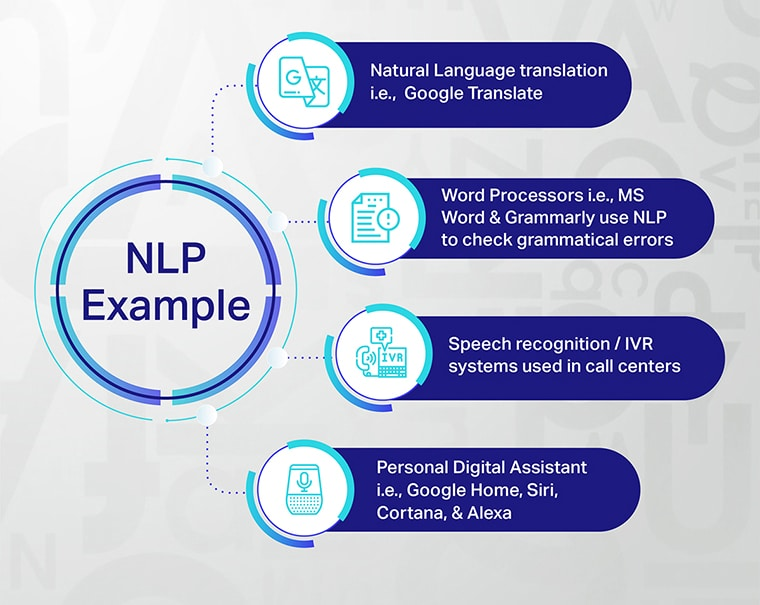 NLP
Example
G
文
Natural Language translation
i.e., Google Translate
Word Processors i.e., MS
Word & Grammarly use NLP
to check grammatical errors
IVR
Speech recognition / IVR
systems used in call centers
Personal Digital Assistant
i.e., Google Home, Siri,
Cortana, & Alexa